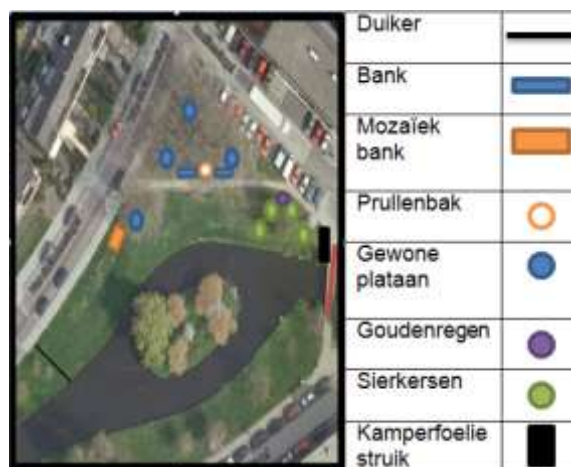 Duiker
Bank
Mozaïek
bank
Prullenbak
Gewone
plataan
Goudenregen
Sierkersen
Kamperfoelie
struik